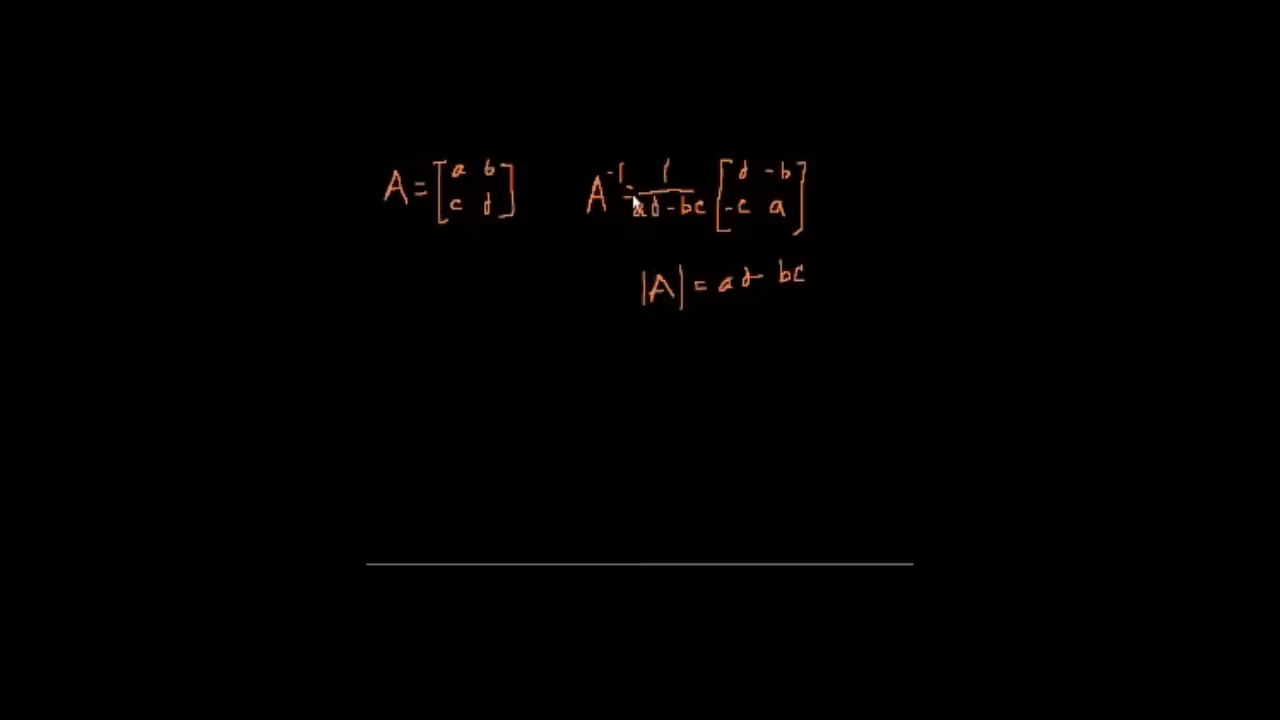 A = [a b; c d] A⁻¹ = 1/(ad - bc) [d -b; -c a]
|A| = ad - bc